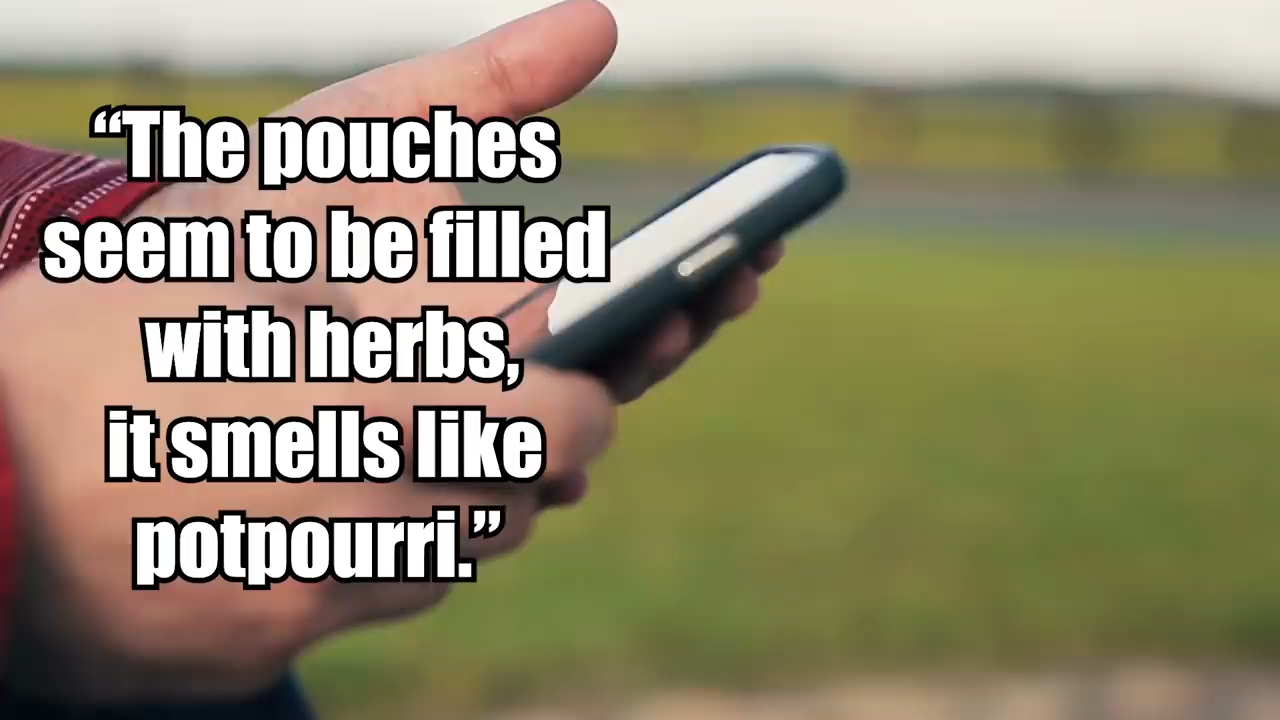 “The pouches
seem to be filled
with herbs,
it smells like
potpourri.”